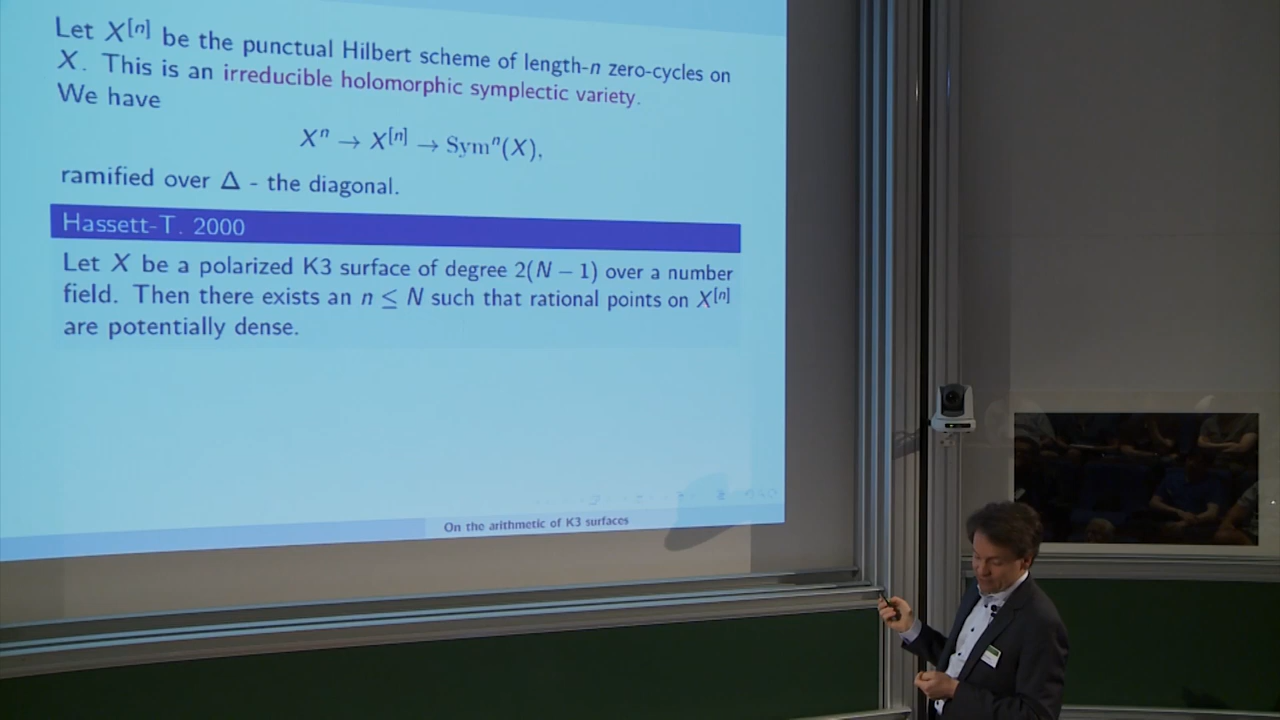 Let X^[n] be the punctual Hilbert scheme of length-n zero-cycles on
X. This is an irreducible holomorphic symplectic variety.
We have
X^n → X^[n] → Sym^n(X),
ramified over Δ - the diagonal.
Hassett-T. 2000
Let X be a polarized K3 surface of degree 2(N − 1) over a number
field. Then there exists an n ≤ N such that rational points on X^[n]
are potentially dense.
On the arithmetic of K3 surfaces